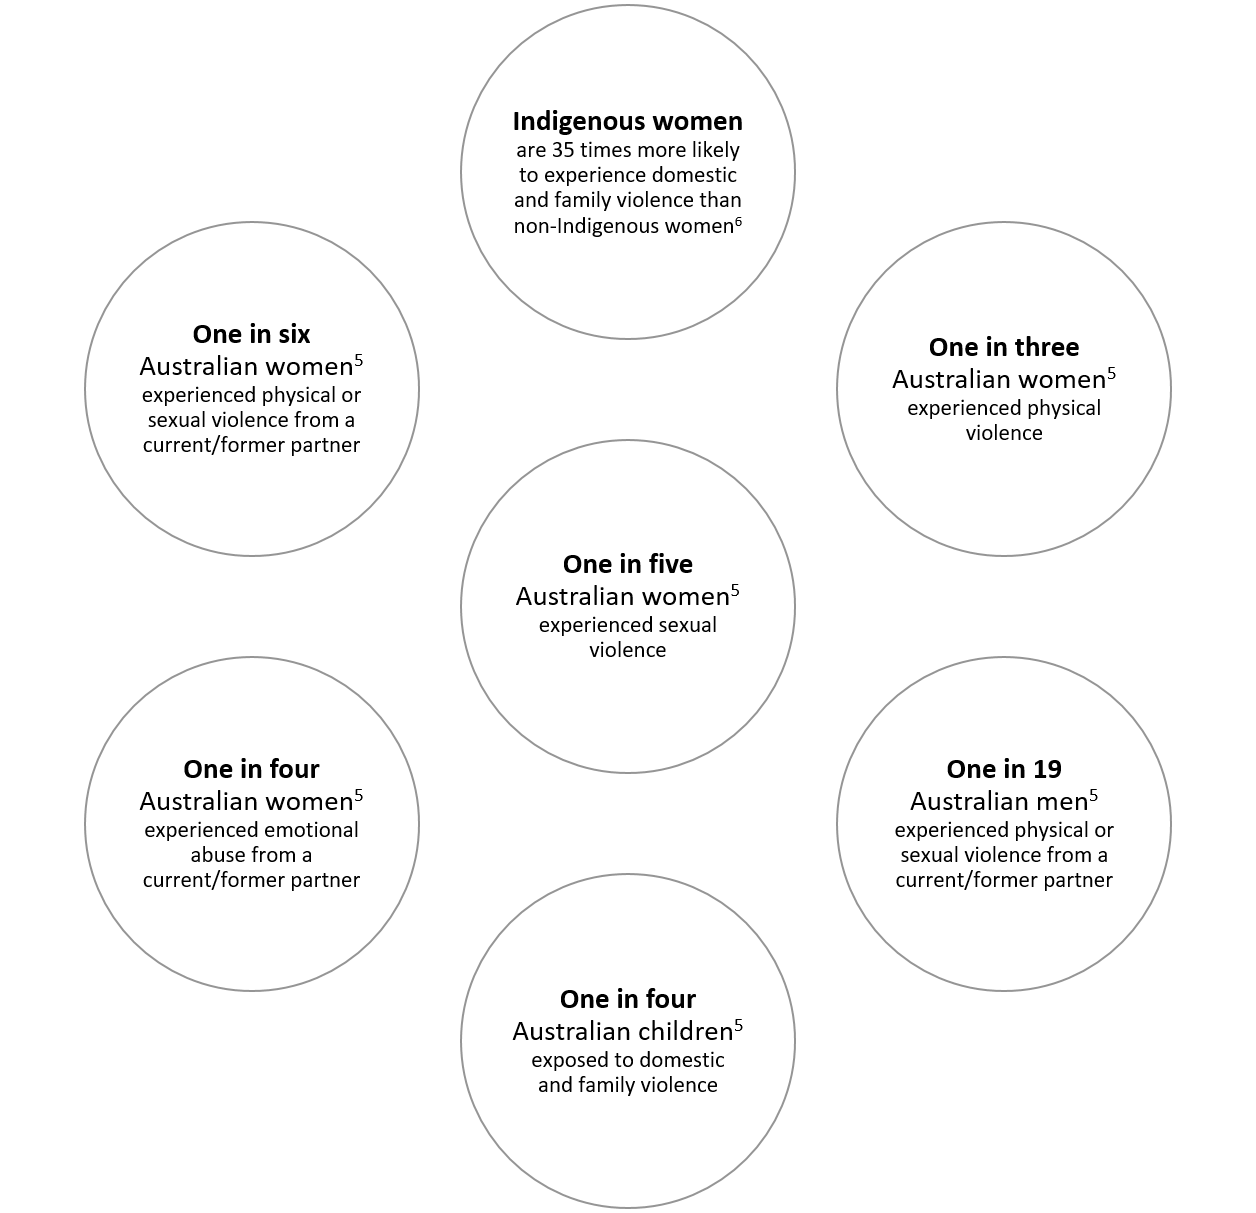 Indigenous women
are 35 times more likely
to experience domestic
and family violence than
non-Indigenous women⁶
One in six
Australian women⁵
experienced physical or
sexual violence from a
current/former partner
One in three
Australian women⁵
experienced physical
violence
One in five
Australian women⁵
experienced sexual
violence
One in four
Australian women⁵
experienced emotional
abuse from a
current/former partner
One in 19
Australian men⁵
experienced physical or
sexual violence from a
current/former partner
One in four
Australian children⁵
exposed to domestic
and family violence